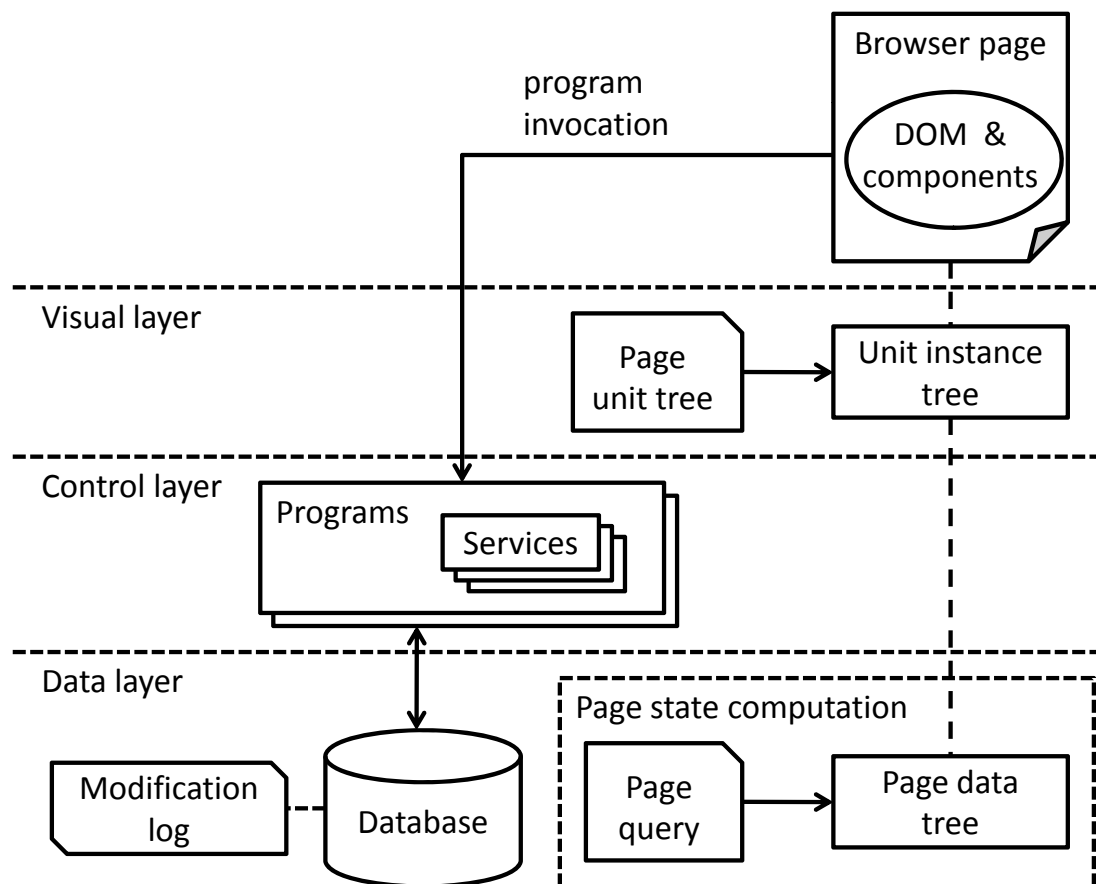 Browser page
program
invocation
DOM &
components
Visual layer
Page
unit tree
Unit instance
tree
Control layer
Programs
Services
Data layer
Page state computation
Modification
log
Database
Page
query
Page data
tree